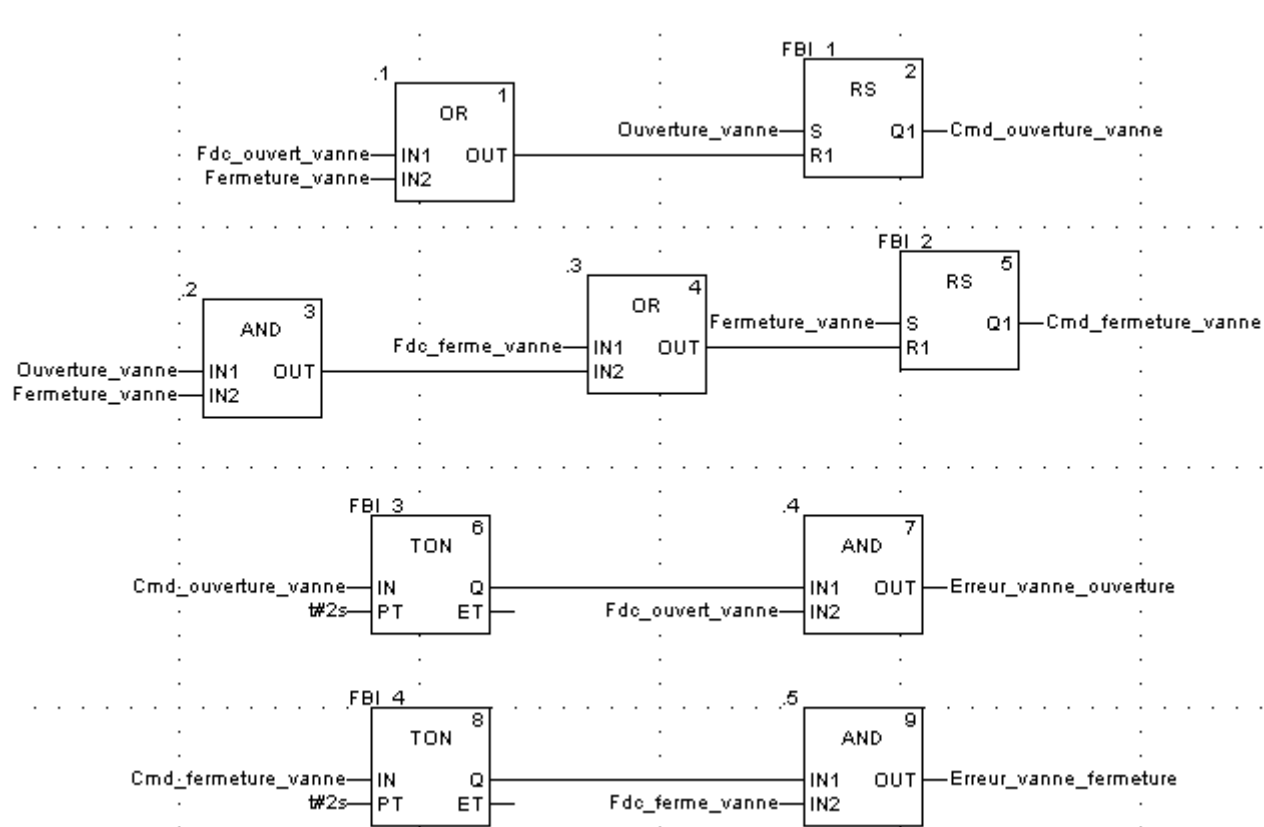 FBI_1
.1
1
OR
2
RS
Ouverture_vanne
S
Q1
Cmd_ouverture_vanne
Fdc_ouvert_vanne
IN1
OUT
R1
Fermeture_vanne
IN2
FBI_2
.3
5
RS
.2
4
OR
3
AND
Fermeture_vanne
S
Q1
Cmd_fermeture_vanne
Fdc_ferme_vanne
IN1
OUT
R1
Ouverture_vanne
IN1
OUT
IN2
Fermeture_vanne
IN2
FBI_3
.4
6
TON
7
AND
Cmd_ouverture_vanne
IN
Q
IN1
OUT
Erreur_vanne_ouverture
t#2s
PT
ET
Fdc_ouvert_vanne
IN2
FBI_4
.5
8
TON
9
AND
Cmd_fermeture_vanne
IN
Q
IN1
OUT
Erreur_vanne_fermeture
t#2s
PT
ET
Fdc_ferme_vanne
IN2